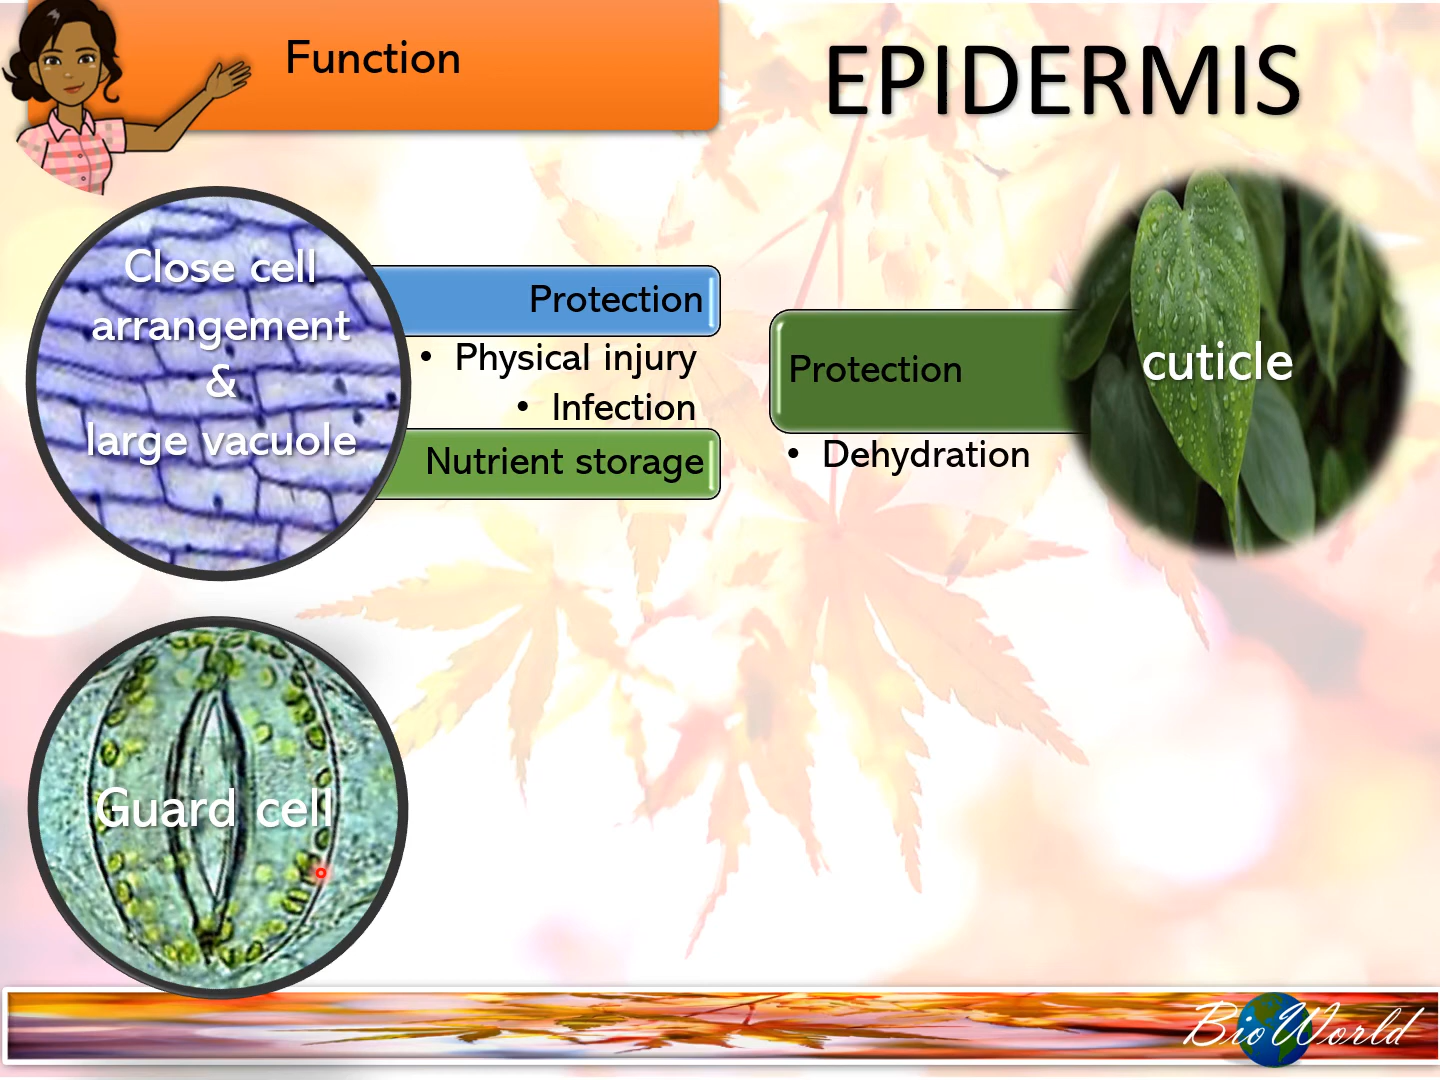 Function
EPIDERMIS
Close cell
arrangement
&
large vacuole
Protection
• Physical injury
• Infection
Nutrient storage
Protection
• Dehydration
cuticle
Guard cell
BioWorld